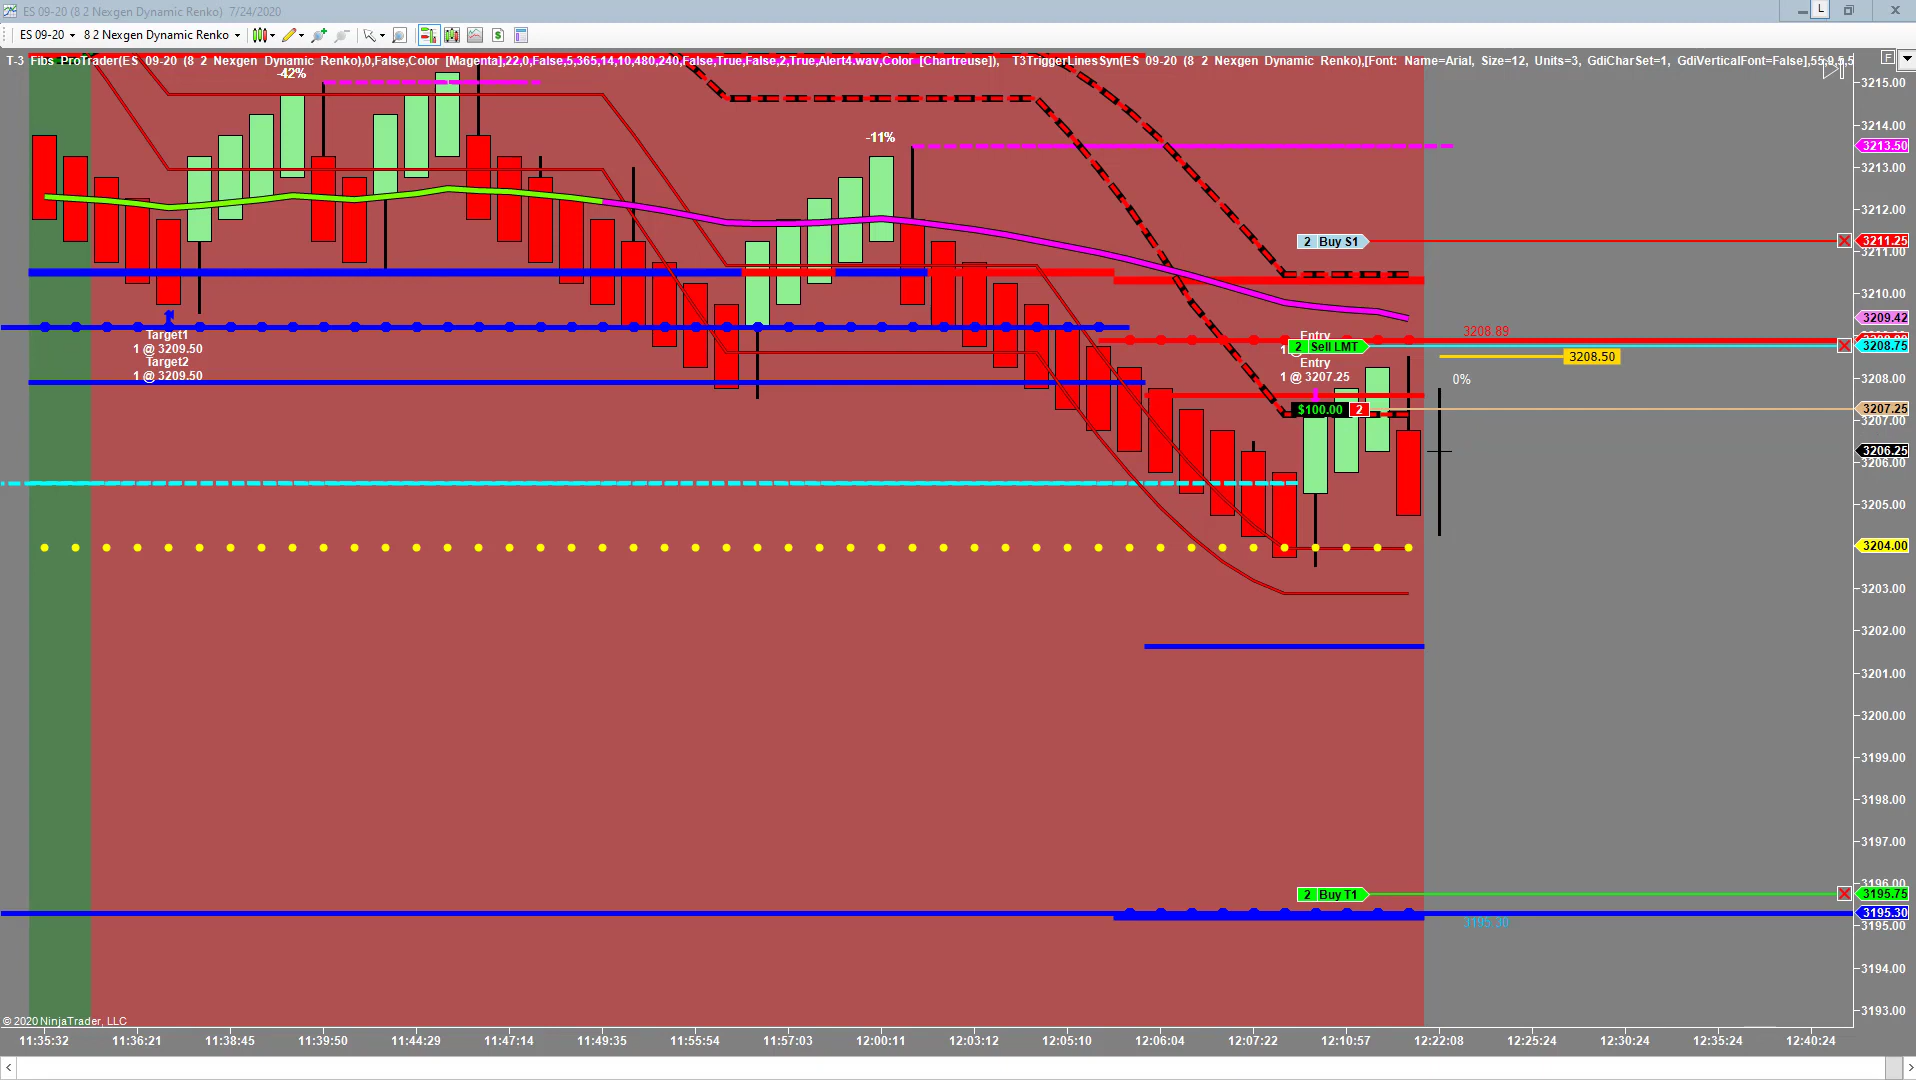 ES 09-20 (8 2 Nexgen Dynamic Renko) 7/24/2020
L
ES 09-20 8 2 Nexgen Dynamic Renko
T-3 Fibs ProTrader(ES 09-20 (8 2 Nexgen Dynamic Renko),0,False,Color [Magenta],22,0,False,5,365,14,10,480,240,False,True,False,2,True,Alert4.wav,Color [Chartreuse]), T3TriggerLinesSyn(ES 09-20 (8 2 Nexgen Dynamic Renko),[Font: Name=Arial, Size=12, Units=3, GdiCharSet=1, GdiVerticalFont=False],55,9,5,5
F
-42%
3215.00
3214.00
-11%
3213.50
3213.00
3212.00
2 Buy S1
3211.25
3211.00
3210.00
3209.42
Target1
1 @ 3209.50
Target2
1 @ 3209.50
Entry
3208.89
2 Sell LMT
3208.75
3208.50
Entry
1 @ 3207.25
0%
3208.00
$100.00 2
3207.25
3207.00
3206.25
3206.00
3205.00
3204.00
3203.00
3202.00
3201.00
3200.00
3199.00
3198.00
3197.00
3196.00
2 Buy T1
3195.75
3195.30
3195.30
3195.00
3194.00
3193.00
© 2020 NinjaTrader, LLC
11:35:32 11:36:21 11:38:45 11:39:50 11:44:29 11:47:14 11:49:35 11:55:54 11:57:03 12:00:11 12:03:12 12:05:10 12:06:04 12:07:22 12:10:57 12:22:08 12:25:24 12:30:24 12:35:24 12:40:24